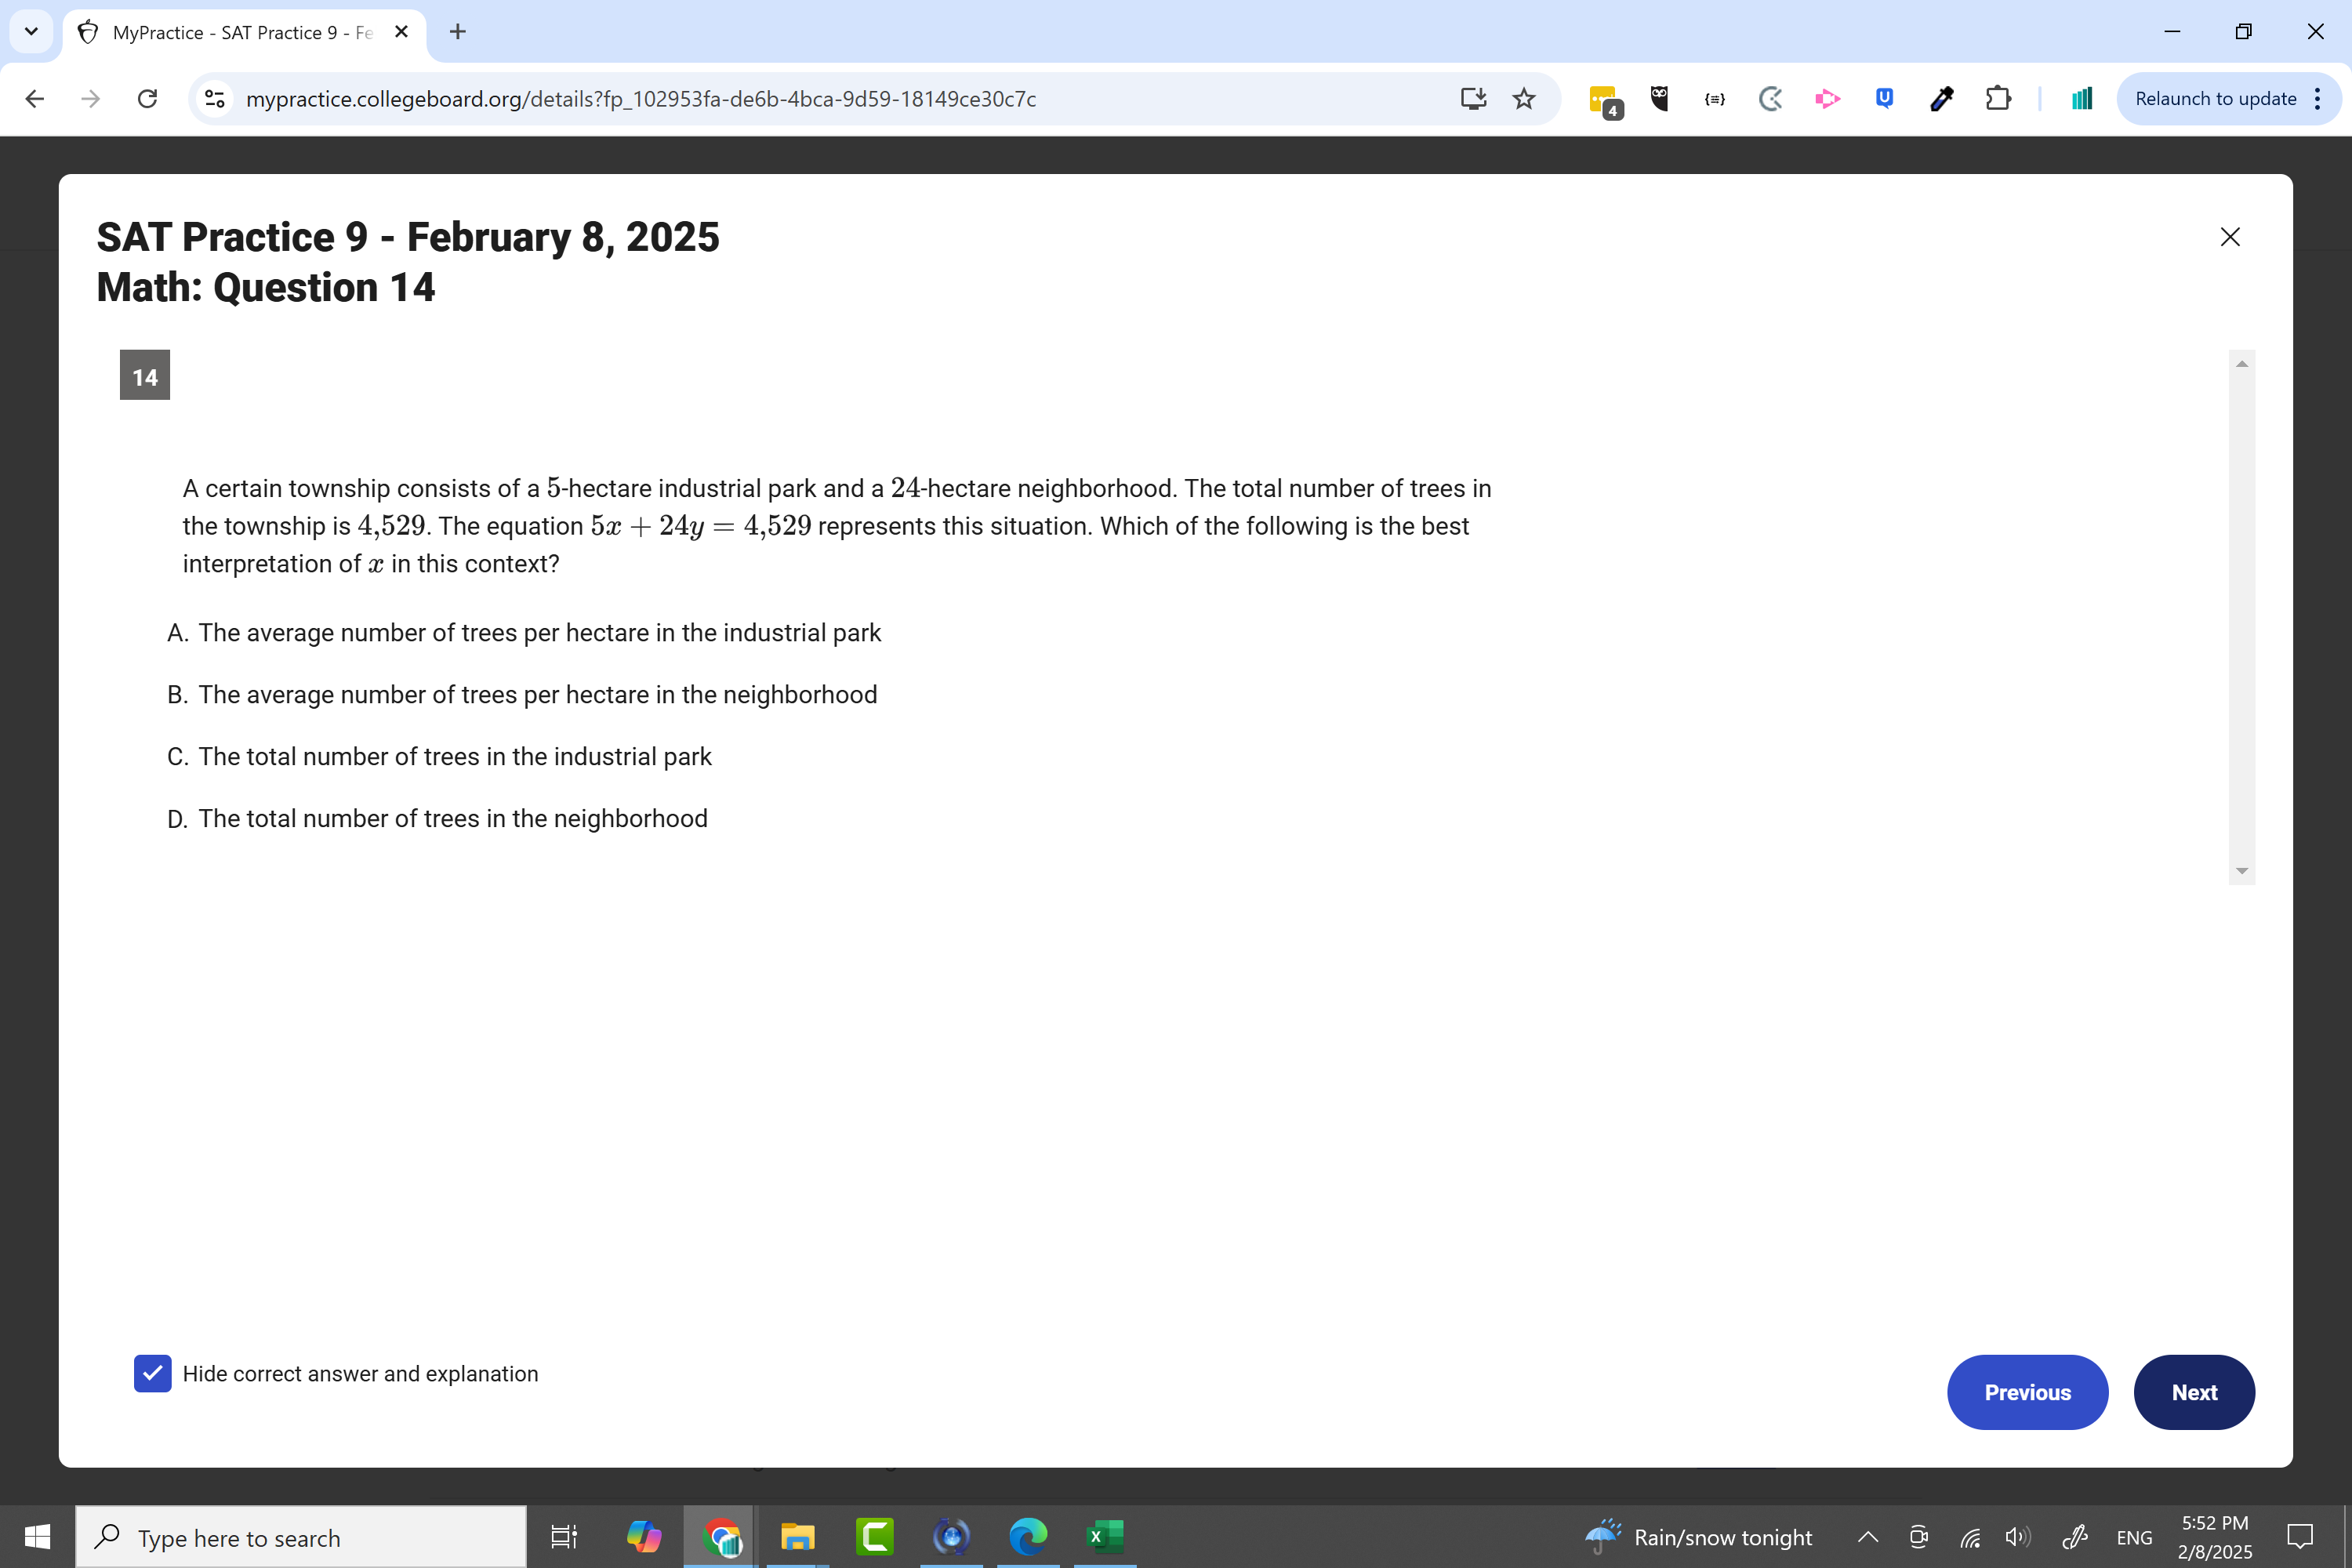 MyPractice - SAT Practice 9 - Fe
mypractice.collegeboard.org/details?fp_102953fa-de6b-4bca-9d59-18149ce30c7c
4
Relaunch to update
SAT Practice 9 - February 8, 2025
Math: Question 14
14
A certain township consists of a 5-hectare industrial park and a 24-hectare neighborhood. The total number of trees in
the township is 4,529. The equation 5x + 24y = 4,529 represents this situation. Which of the following is the best
interpretation of x in this context?
A. The average number of trees per hectare in the industrial park
B. The average number of trees per hectare in the neighborhood
C. The total number of trees in the industrial park
D. The total number of trees in the neighborhood
Hide correct answer and explanation
Previous
Next
Type here to search
Rain/snow tonight
ENG
5:52 PM
2/8/2025